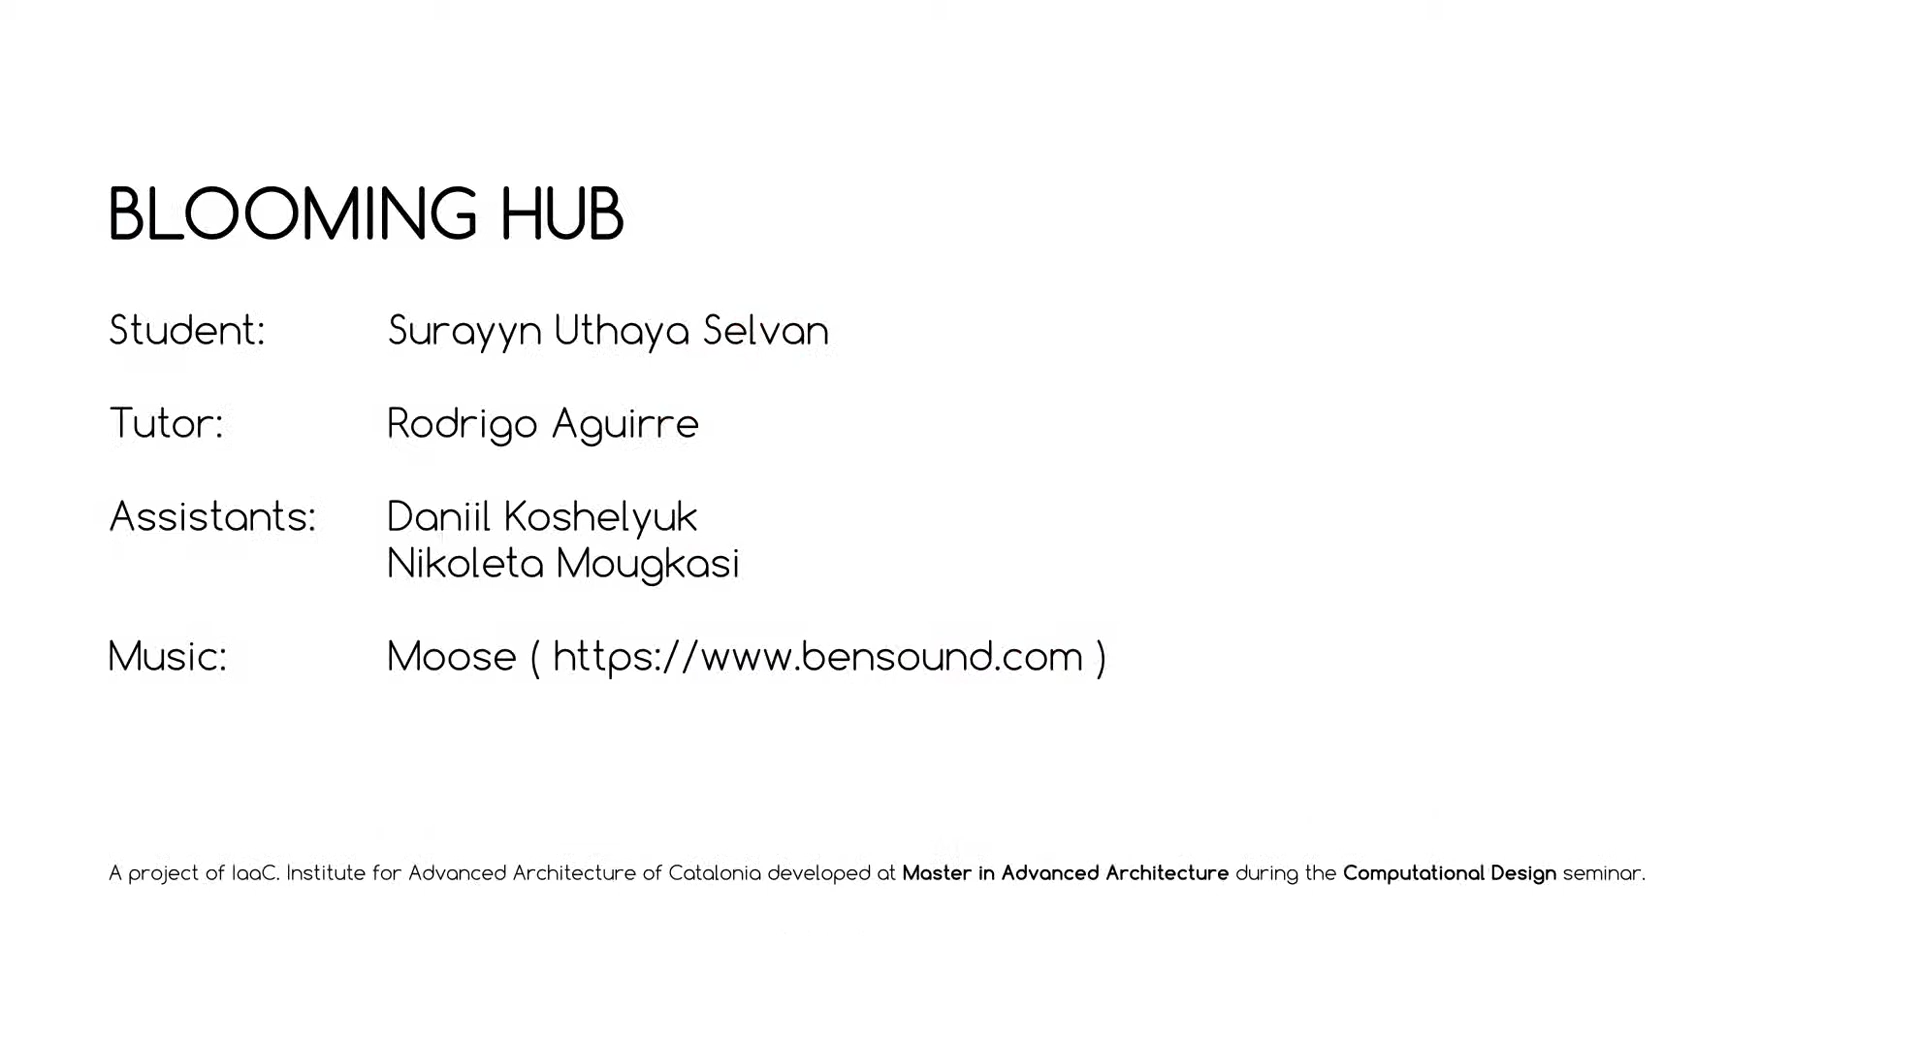 BLOOMING HUB
Student: Surayyn Uthaya Selvan
Tutor: Rodrigo Aguirre
Assistants: Daniil Koshelyuk
Nikoleta Mougkasi
Music: Moose ( https://www.bensound.com )
A project of IaaC. Institute for Advanced Architecture of Catalonia developed at Master in Advanced Architecture during the Computational Design seminar.